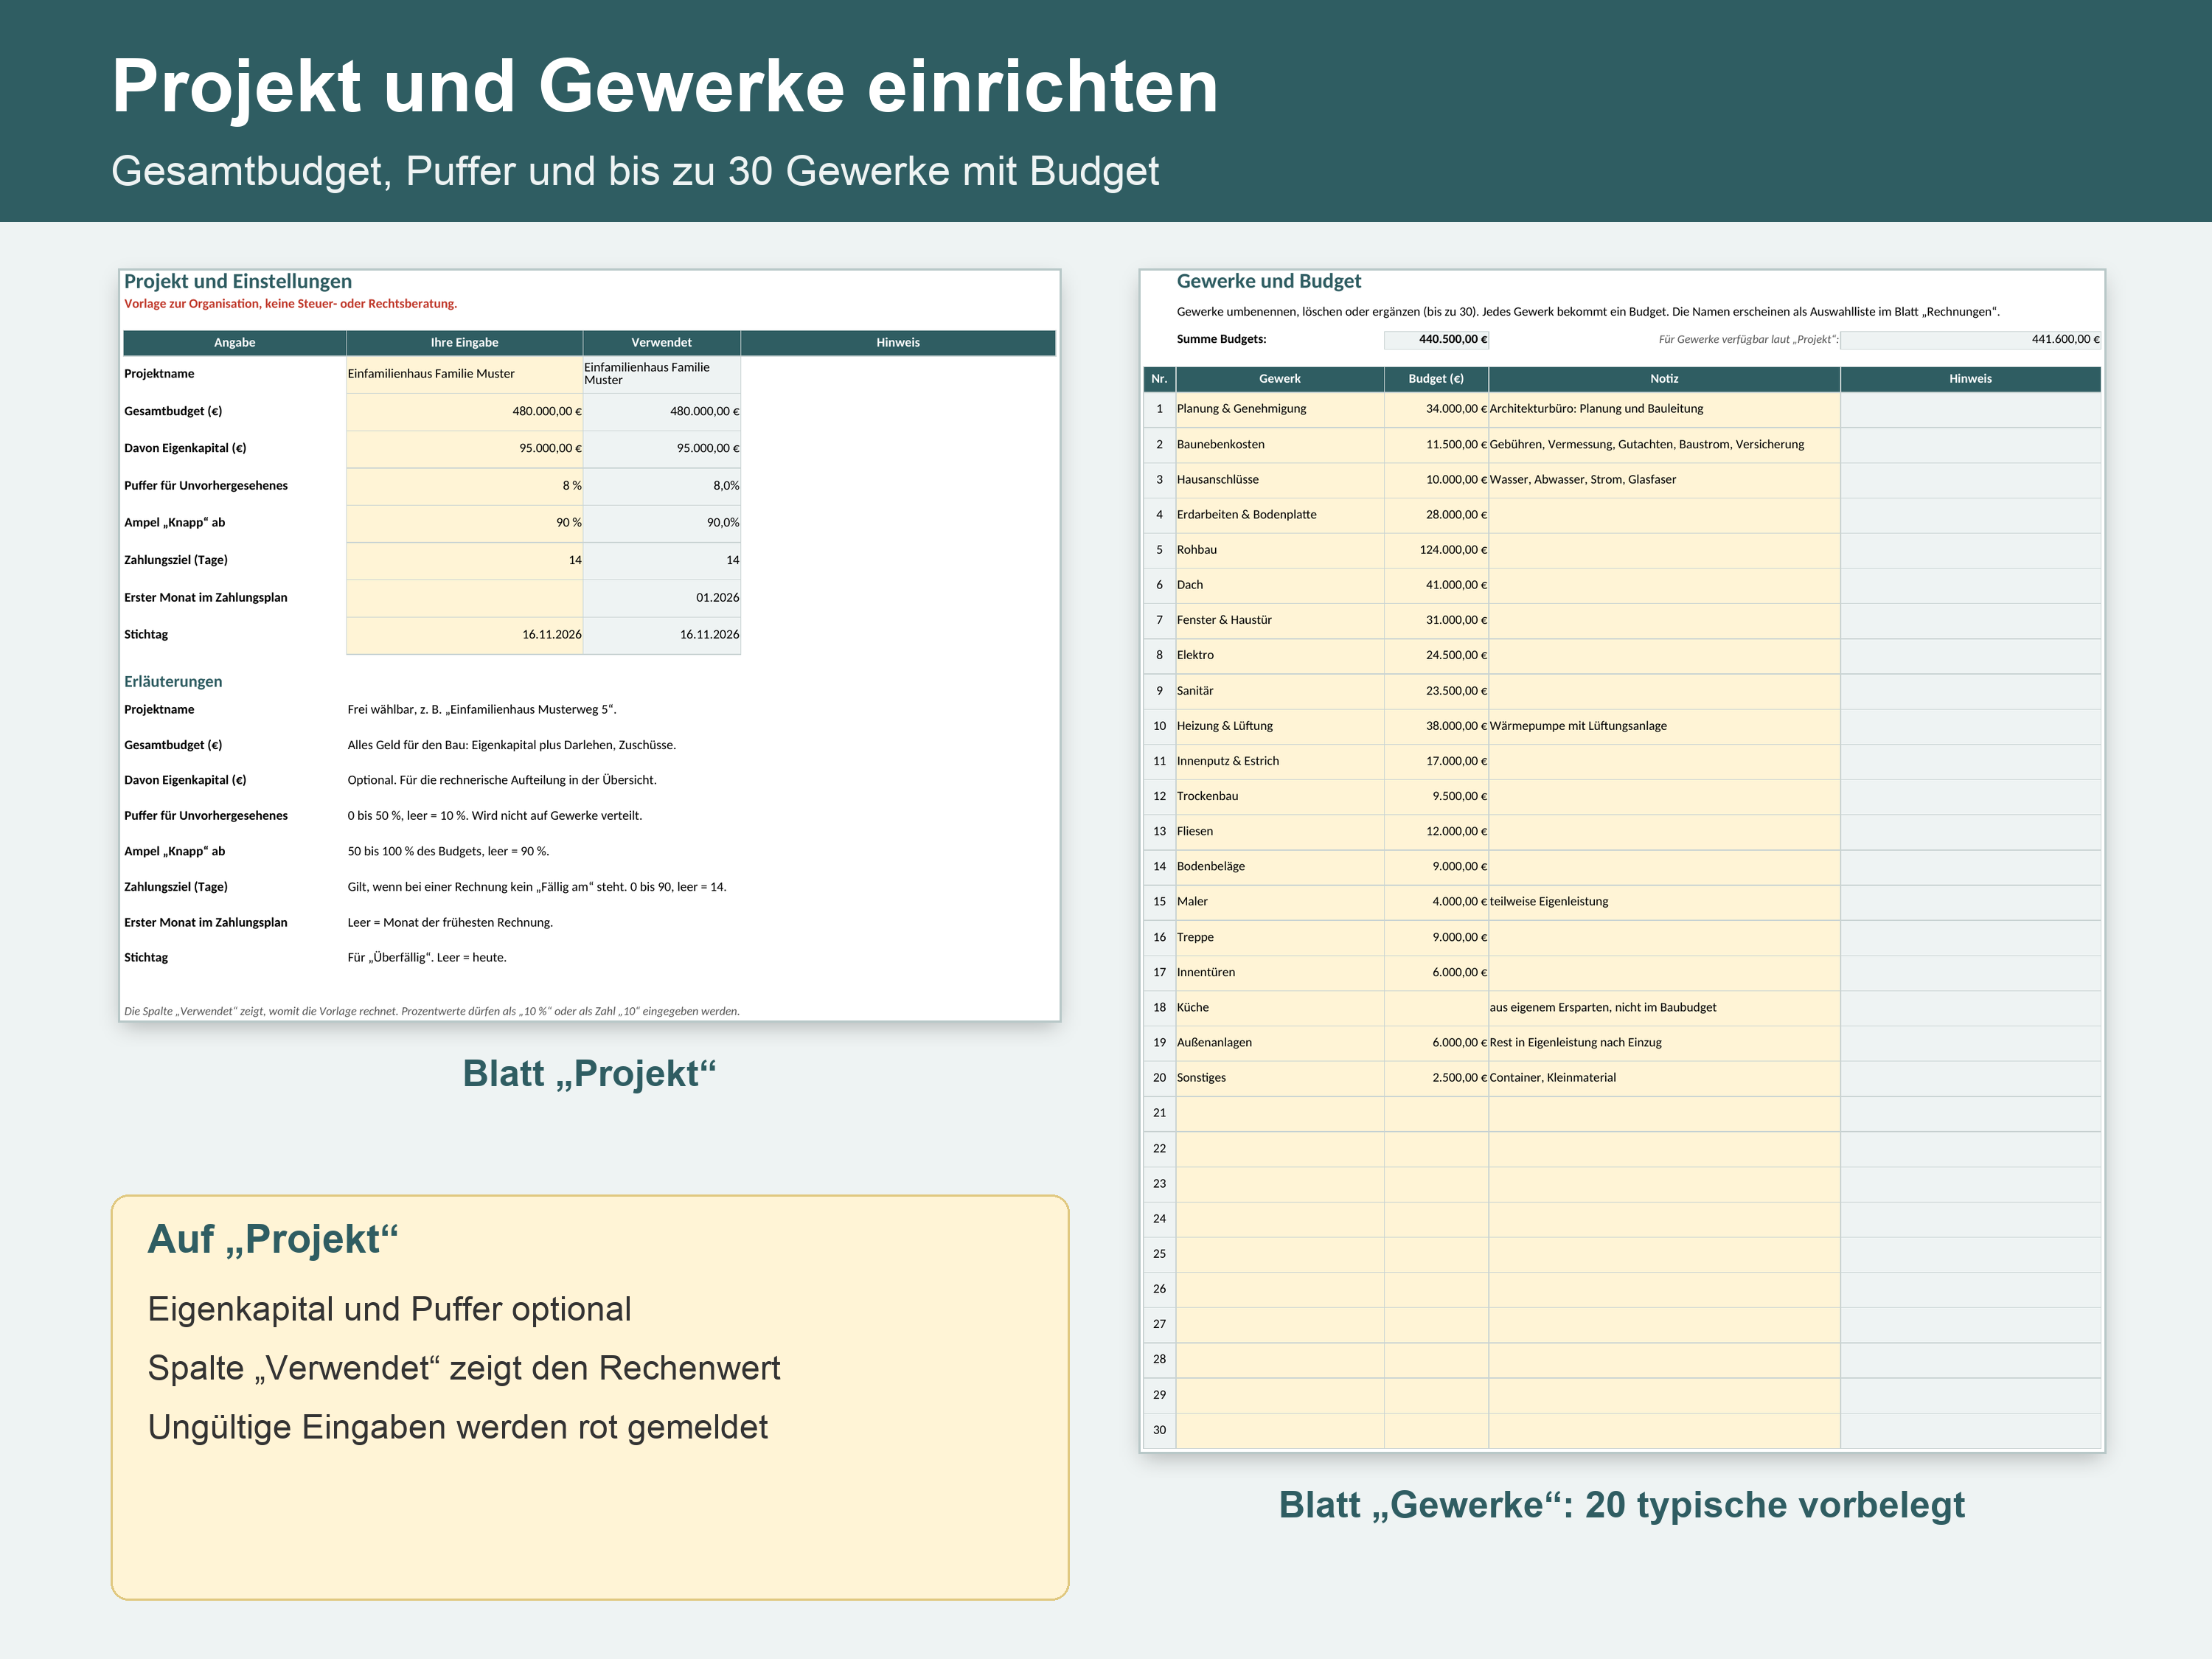 Projekt und Gewerke einrichten
Gesamtbudget, Puffer und bis zu 30 Gewerke mit Budget
Projekt und Einstellungen
Vorlage zur Organisation, keine Steuer- oder Rechtsberatung.
Angabe Ihre Eingabe Verwendet Hinweis
Projektname Einfamilienhaus Familie Muster Einfamilienhaus Familie
Muster
Gesamtbudget (€) 480.000,00 € 480.000,00 €
Davon Eigenkapital (€) 95.000,00 € 95.000,00 €
Puffer für Unvorhergesehenes 8 % 8,0%
Ampel „Knapp“ ab 90 % 90,0%
Zahlungsziel (Tage) 14 14
Erster Monat im Zahlungsplan 01.2026
Stichtag 16.11.2026 16.11.2026
Erläuterungen
Projektname Frei wählbar, z. B. „Einfamilienhaus Musterweg 5“.
Gesamtbudget (€) Alles Geld für den Bau: Eigenkapital plus Darlehen, Zuschüsse.
Davon Eigenkapital (€) Optional. Für die rechnerische Aufteilung in der Übersicht.
Puffer für Unvorhergesehenes 0 bis 50 %, leer = 10 %. Wird nicht auf Gewerke verteilt.
Ampel „Knapp“ ab 50 bis 100 % des Budgets, leer = 90 %.
Zahlungsziel (Tage) Gilt, wenn bei einer Rechnung kein „Fällig am“ steht. 0 bis 90, leer = 14.
Erster Monat im Zahlungsplan Leer = Monat der frühesten Rechnung.
Stichtag Für „Überfällig“. Leer = heute.
Die Spalte „Verwendet“ zeigt, womit die Vorlage rechnet. Prozentwerte dürfen als „10 %“ oder als Zahl „10“ eingegeben werden.
Blatt „Projekt“
Auf „Projekt“
Eigenkapital und Puffer optional
Spalte „Verwendet“ zeigt den Rechenwert
Ungültige Eingaben werden rot gemeldet
Gewerke und Budget
Gewerke umbenennen, löschen oder ergänzen (bis zu 30). Jedes Gewerk bekommt ein Budget. Die Namen erscheinen als Auswahlliste im Blatt „Rechnungen“.
Summe Budgets: 440.500,00 € Für Gewerke verfügbar laut „Projekt“: 441.600,00 €
Nr. Gewerk Budget (€) Notiz Hinweis
1 Planung & Genehmigung 34.000,00 € Architekturbüro: Planung und Bauleitung
2 Baunebenkosten 11.500,00 € Gebühren, Vermessung, Gutachten, Baustrom, Versicherung
3 Hausanschlüsse 10.000,00 € Wasser, Abwasser, Strom, Glasfaser
4 Erdarbeiten & Bodenplatte 28.000,00 €
5 Rohbau 124.000,00 €
6 Dach 41.000,00 €
7 Fenster & Haustür 31.000,00 €
8 Elektro 24.500,00 €
9 Sanitär 23.500,00 €
10 Heizung & Lüftung 38.000,00 € Wärmepumpe mit Lüftungsanlage
11 Innenputz & Estrich 17.000,00 €
12 Trockenbau 9.500,00 €
13 Fliesen 12.000,00 €
14 Bodenbeläge 9.000,00 €
15 Maler 4.000,00 € teilweise Eigenleistung
16 Treppe 9.000,00 €
17 Innentüren 6.000,00 €
18 Küche aus eigenem Ersparten, nicht im Baubudget
19 Außenanlagen 6.000,00 € Rest in Eigenleistung nach Einzug
20 Sonstiges 2.500,00 € Container, Kleinmaterial
21
22
23
24
25
26
27
28
29
30
Blatt „Gewerke“: 20 typische vorbelegt